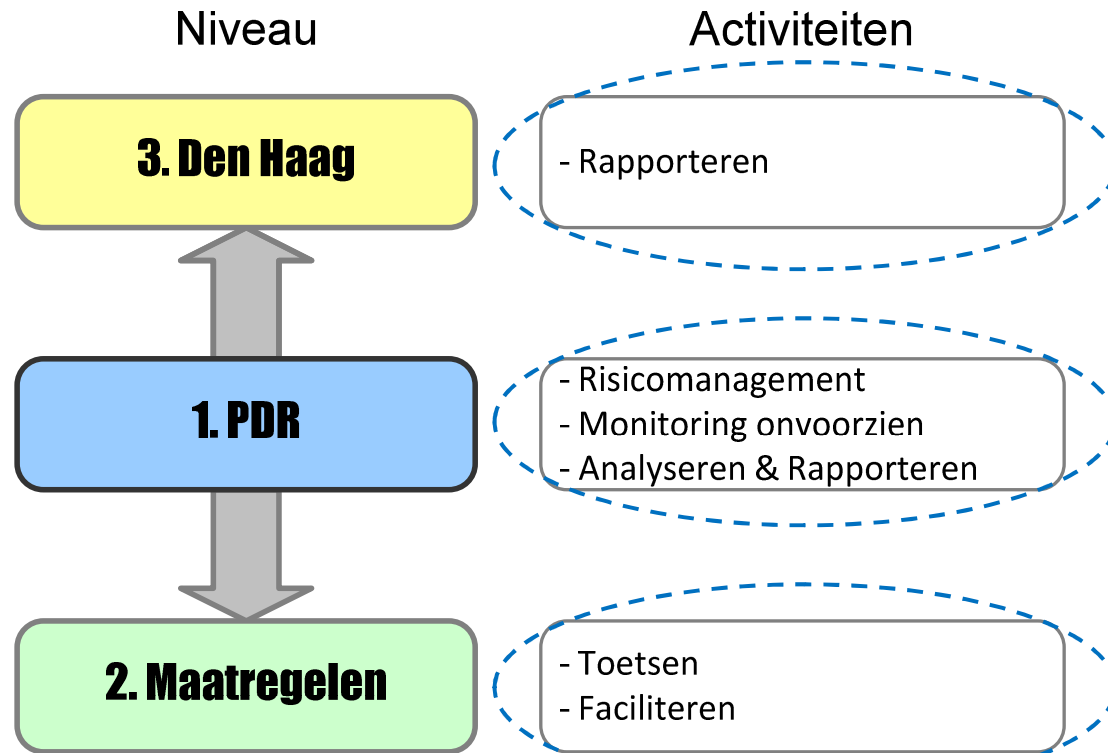 Niveau
Activiteiten
3. Den Haag
- Rapporteren
1. PDR
- Risicomanagement
- Monitoring onvoorzien
- Analyseren & Rapporteren
2. Maatregelen
- Toetsen
- Faciliteren